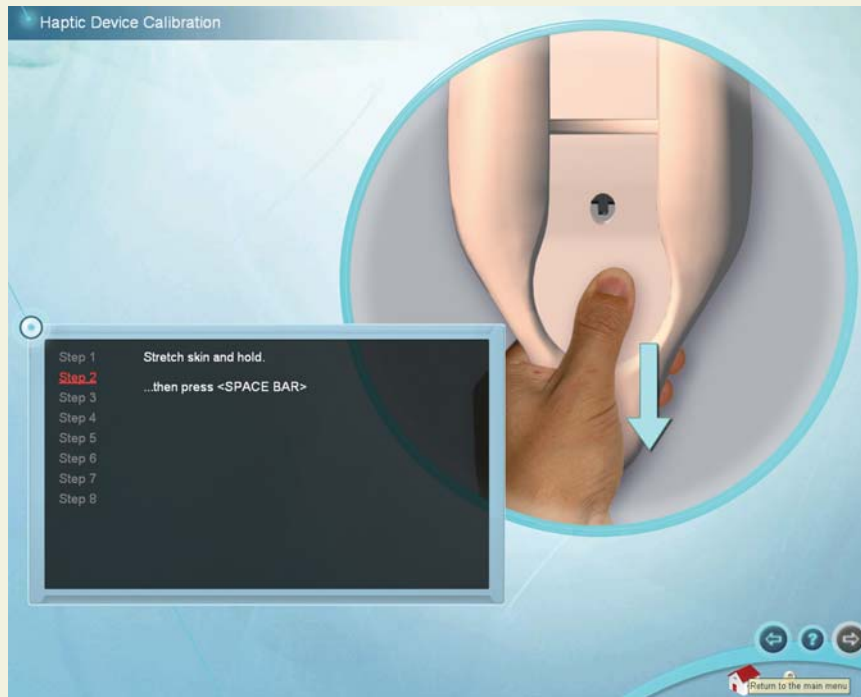 Haptic Device Calibration
Step 1
Stretch skin and hold.
Step 2
...then press <SPACE BAR>
Step 3
Step 4
Step 5
Step 6
Step 7
Step 8
?
Return to the main menu